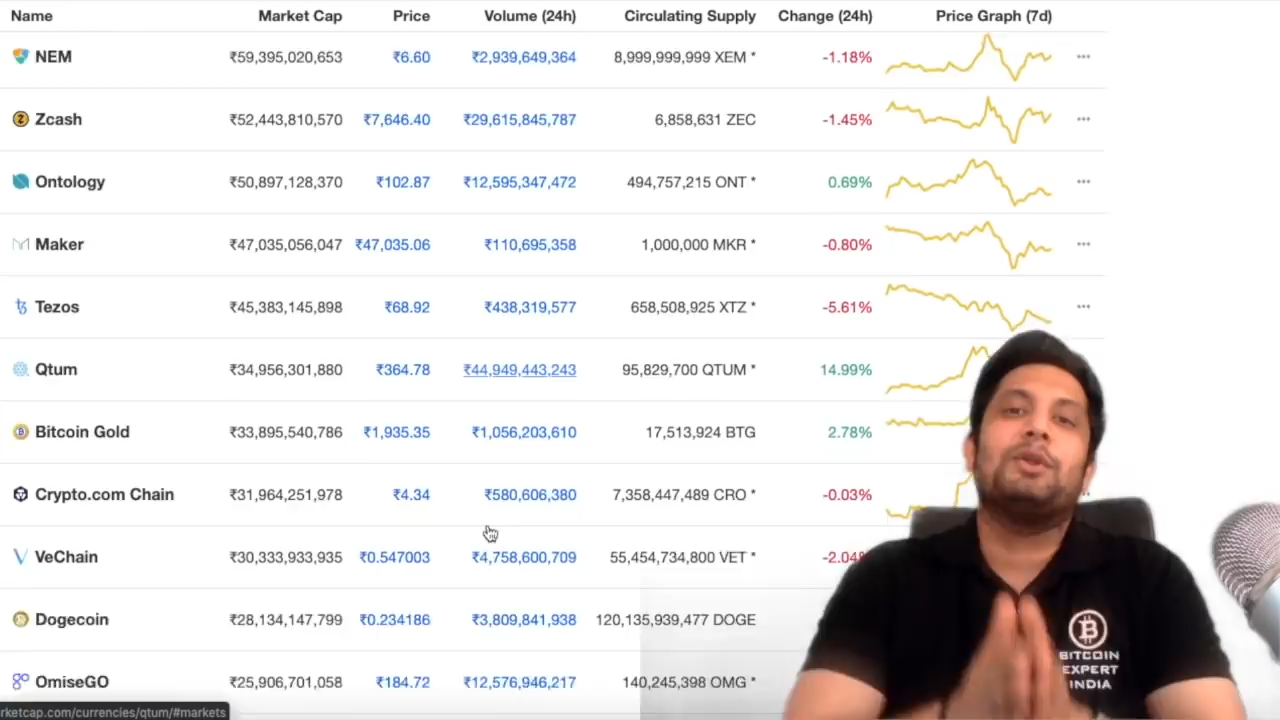 Name Market Cap Price Volume (24h) Circulating Supply Change (24h) Price Graph (7d)
NEM ₹59,395,020,653 ₹6.60 ₹2,939,649,364 8,999,999,999 XEM * -1.18%
Zcash ₹52,443,810,570 ₹7,646.40 ₹29,615,845,787 6,858,631 ZEC -1.45%
Ontology ₹50,897,128,370 ₹102.87 ₹12,595,347,472 494,757,215 ONT * 0.69%
Maker ₹47,035,056,047 ₹47,035.06 ₹110,695,358 1,000,000 MKR * -0.80%
Tezos ₹45,383,145,898 ₹68.92 ₹438,319,577 658,508,925 XTZ * -5.61%
Qtum ₹34,956,301,880 ₹364.78 ₹44,949,443,243 95,829,700 QTUM * 14.99%
Bitcoin Gold ₹33,895,540,786 ₹1,935.35 ₹1,056,203,610 17,513,924 BTG 2.78%
Crypto.com Chain ₹31,964,251,978 ₹4.34 ₹580,606,380 7,358,447,489 CRO * -0.03%
VeChain ₹30,333,933,935 ₹0.547003 ₹4,758,600,709 55,454,734,800 VET * -2.04%
Dogecoin ₹28,134,147,799 ₹0.234186 ₹3,809,841,938 120,135,939,477 DOGE
OmiseGO ₹25,906,701,058 ₹184.72 ₹12,576,946,217 140,245,398 OMG *
BITCOIN
EXPERT
INDIA
rketcap.com/currencies/qtum/#markets